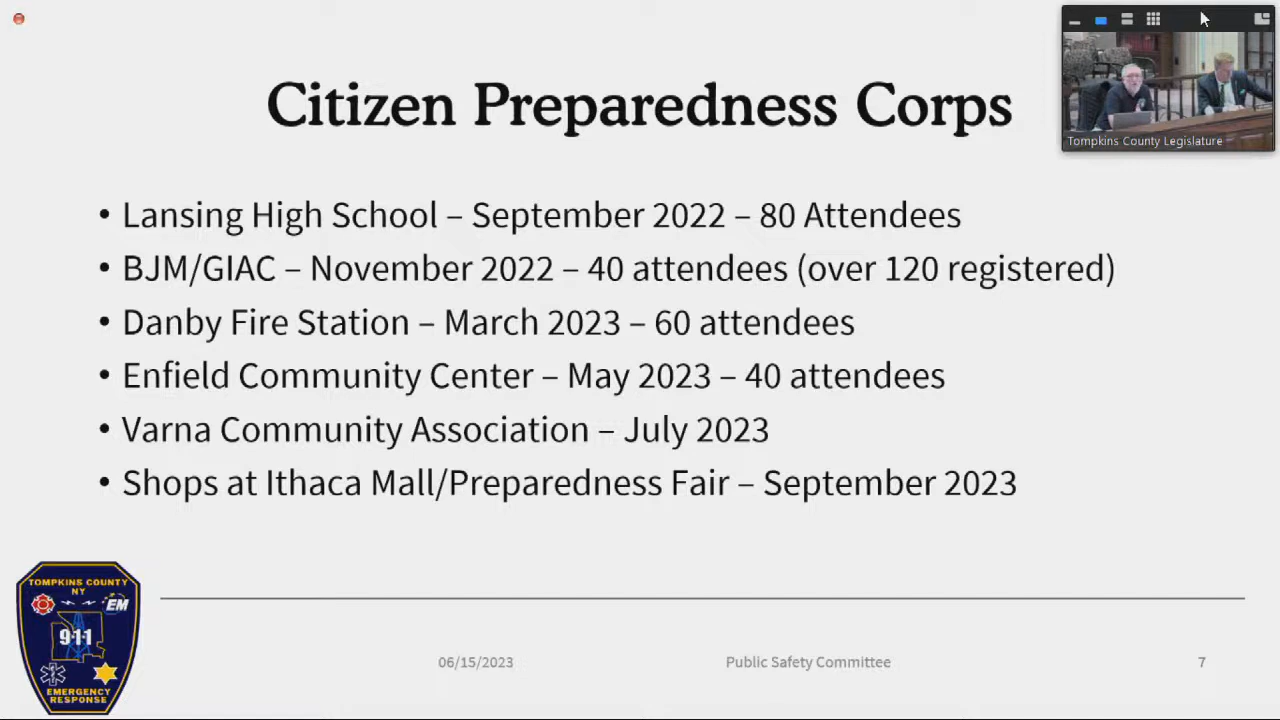 Citizen Preparedness Corps
Tompkins County Legislature
• Lansing High School – September 2022 – 80 Attendees
• BJM/GIAC – November 2022 – 40 attendees (over 120 registered)
• Danby Fire Station – March 2023 – 60 attendees
• Enfield Community Center – May 2023 – 40 attendees
• Varna Community Association – July 2023
• Shops at Ithaca Mall/Preparedness Fair – September 2023
TOMPKINS COUNTY
NY
EM
911
EMERGENCY
RESPONSE
06/15/2023
Public Safety Committee
7